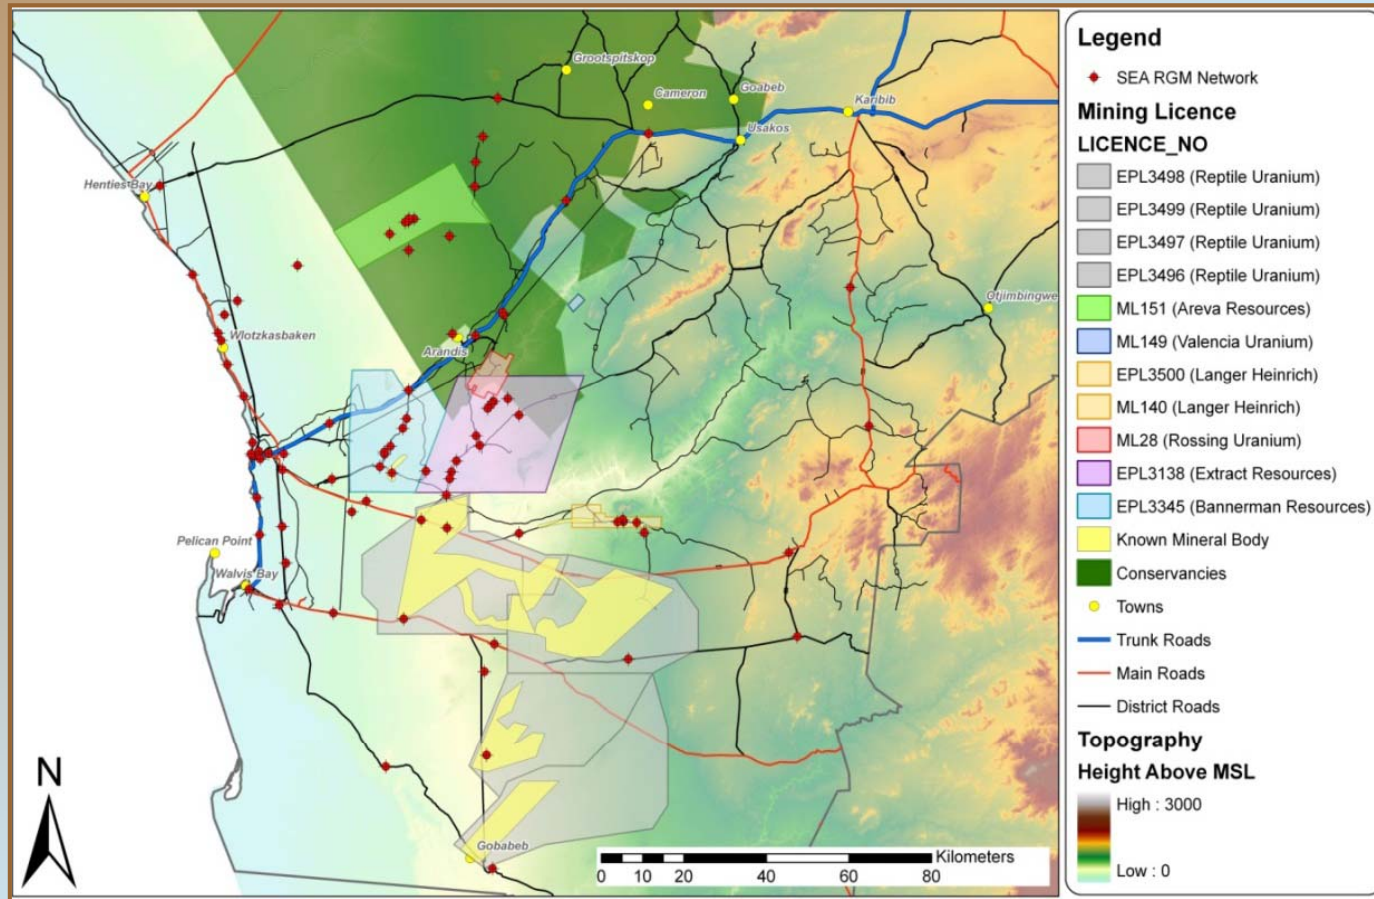 Grootspitskop
Cameron
Goabeb
Karibib
Usakos
Henties Bay
Otjimbingwe
Wlotzkasbaken
Arandis
Pelican Point
Walvis Bay
Gobabeb
N
Kilometers
0 10 20 40 60 80
Legend
SEA RGM Network
Mining Licence
LICENCE_NO
EPL3498 (Reptile Uranium)
EPL3499 (Reptile Uranium)
EPL3497 (Reptile Uranium)
EPL3496 (Reptile Uranium)
ML151 (Areva Resources)
ML149 (Valencia Uranium)
EPL3500 (Langer Heinrich)
ML140 (Langer Heinrich)
ML28 (Rossing Uranium)
EPL3138 (Extract Resources)
EPL3345 (Bannerman Resources)
Known Mineral Body
Conservancies
Towns
Trunk Roads
Main Roads
District Roads
Topography
Height Above MSL
High : 3000
Low : 0